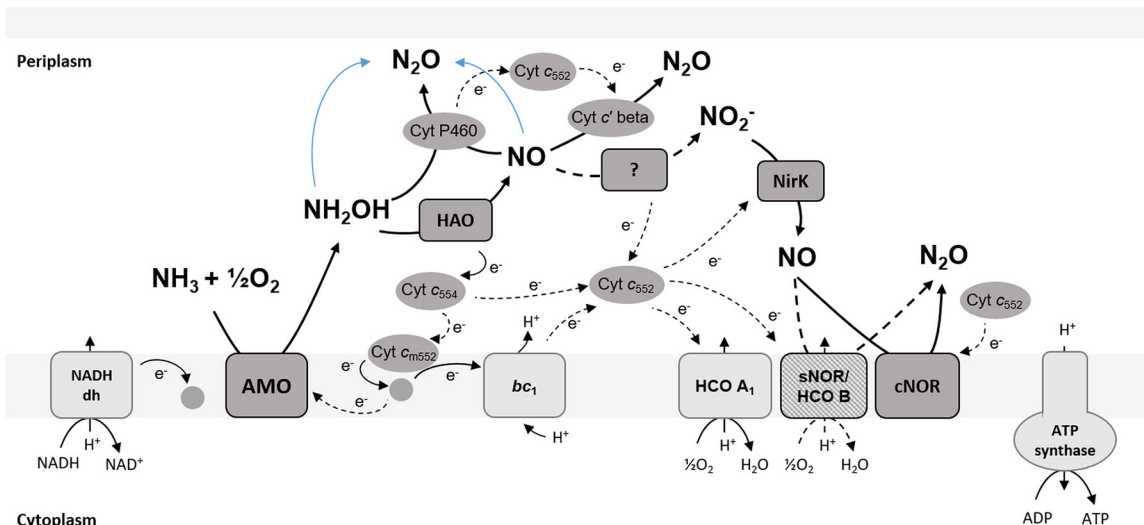 Periplasm
N₂O
Cyt c₅₅₂
e⁻
e⁻
N₂O
Cyt P460
Cyt c′ beta
NO₂⁻
NO
?
NirK
NH₂OH
HAO
e⁻
e⁻
e⁻
NH₃ + ½O₂
Cyt c₅₅₄
e⁻
Cyt c₅₅₂
NO
N₂O
Cyt c₅₅₂
H⁺
e⁻
e⁻
e⁻
e⁻
e⁻
H⁺
Cyt cₘ₅₅₂
NADH
dh
e⁻
AMO
e⁻
e⁻
e⁻
bc₁
HCO A₁
sNOR/
HCO B
cNOR
H⁺
H⁺
NADH
NAD⁺
H⁺
½O₂
H₂O
H⁺
½O₂
H₂O
ATP
synthase
ADP
ATP
Cytoplasm